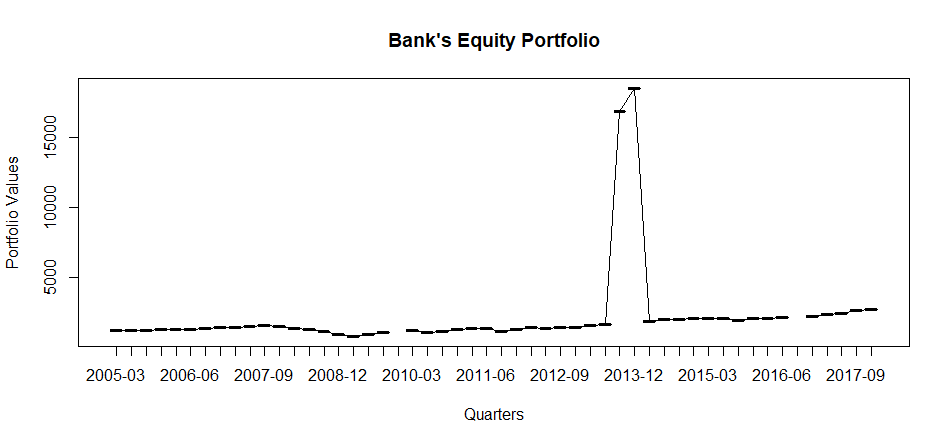 Bank's Equity Portfolio
Portfolio Values
15000
10000
5000
2005-03 2006-06 2007-09 2008-12 2010-03 2011-06 2012-09 2013-12 2015-03 2016-06 2017-09
Quarters